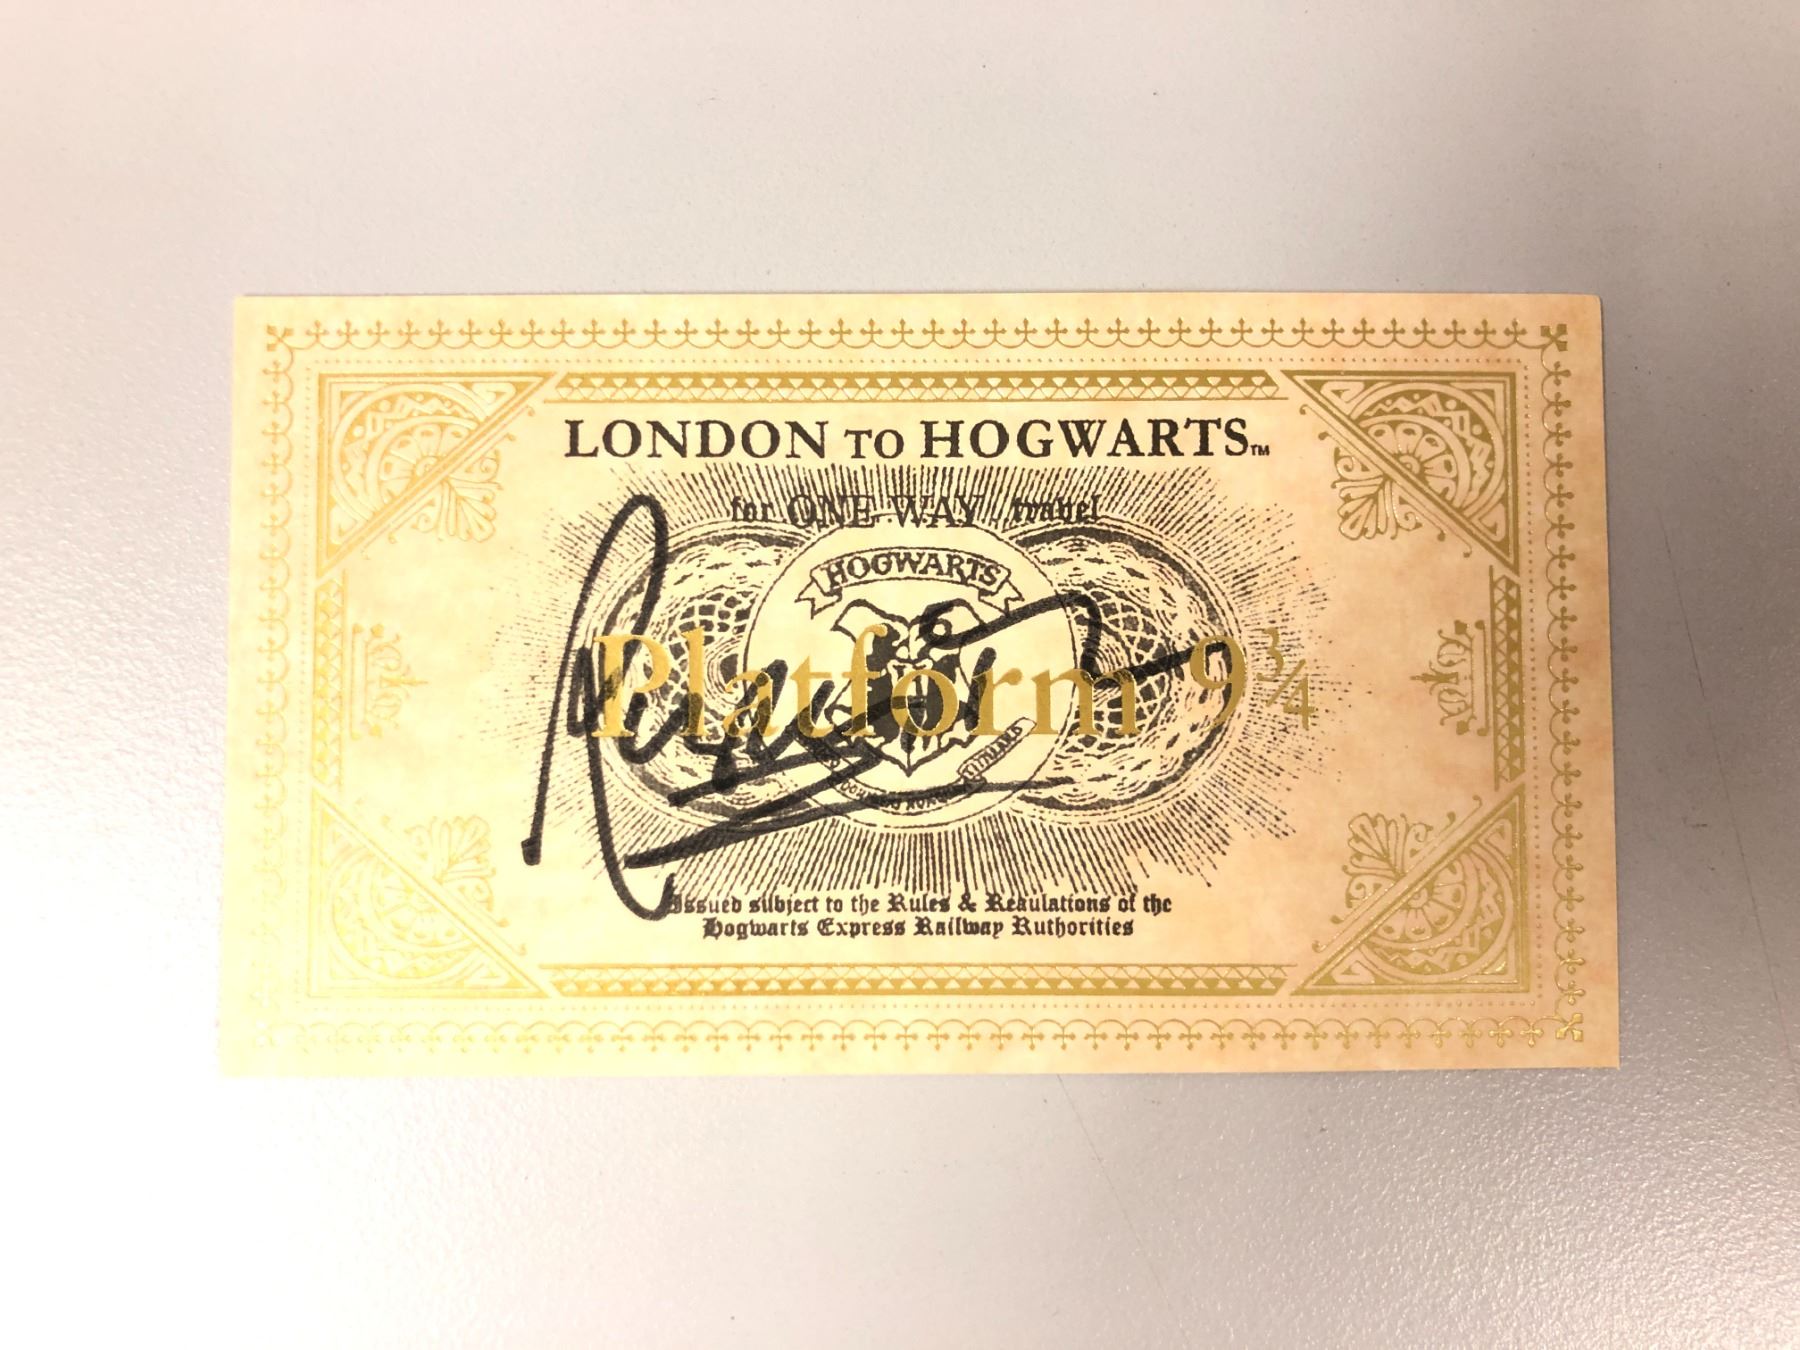 LONDON TO HOGWARTS™
for ONE WAY travel
HOGWARTS
Platform 9¾
Issued subject to the Rules & Regulations of the
Hogwarts Express Railway Authorities